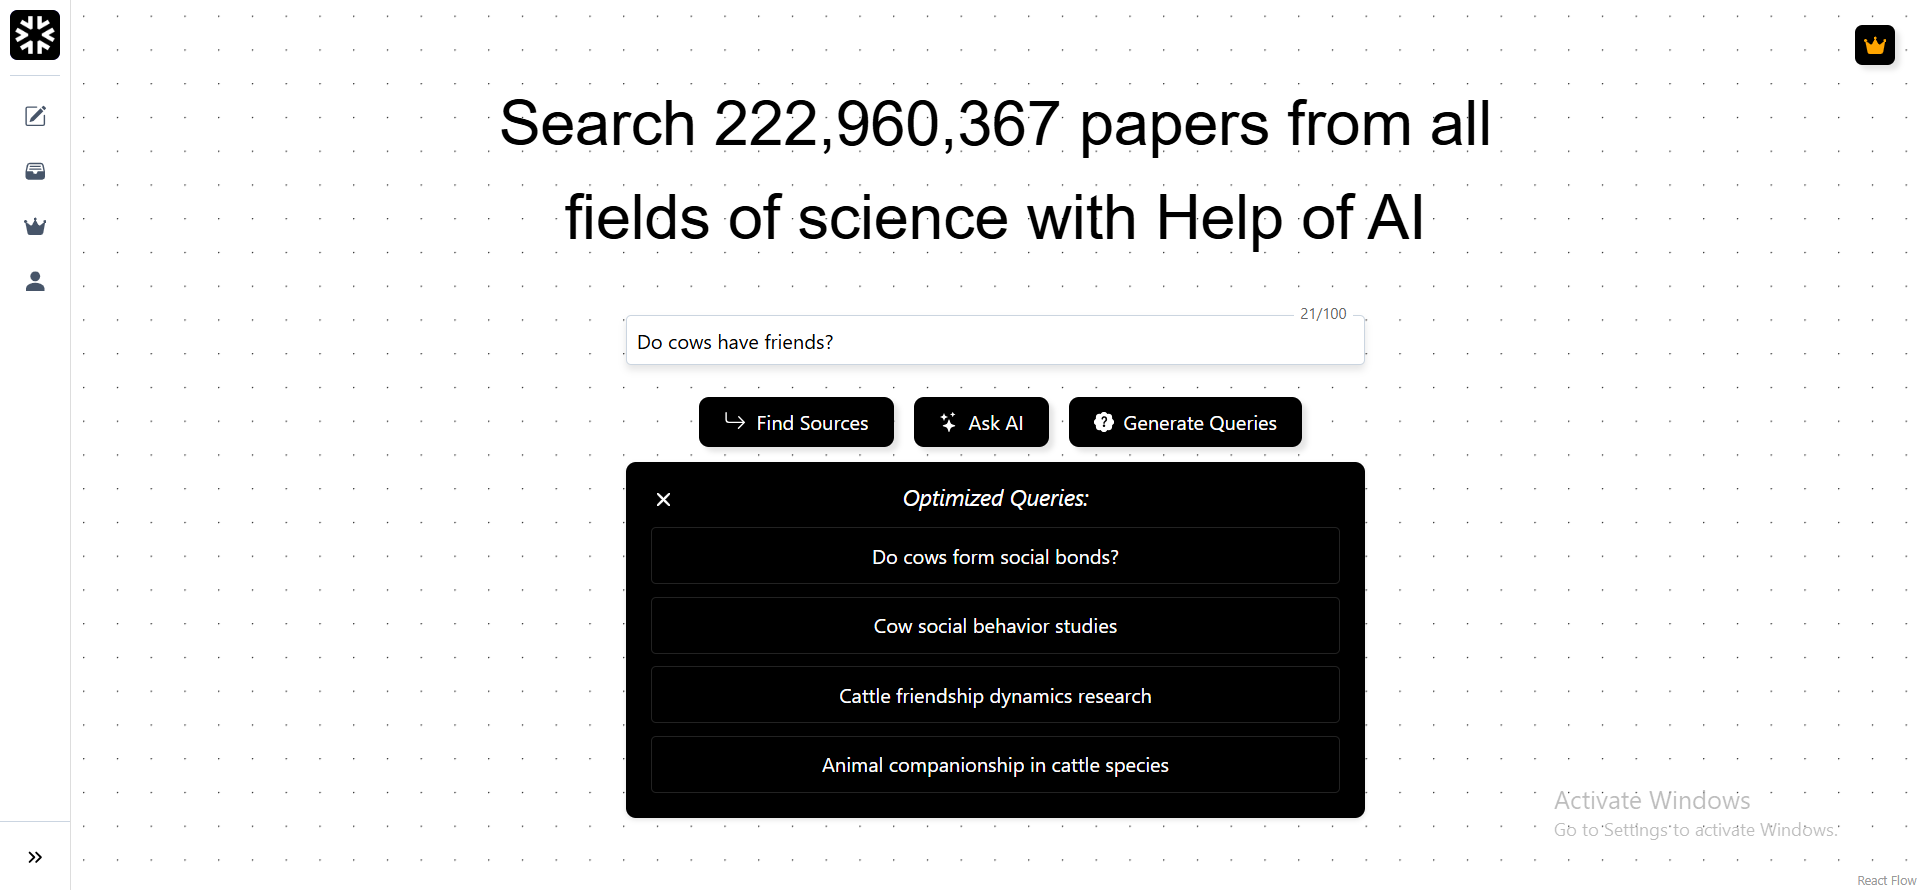 Search 222,960,367 papers from all
fields of science with Help of AI
21/100
Do cows have friends?
Find Sources
Ask AI
Generate Queries
Optimized Queries:
Do cows form social bonds?
Cow social behavior studies
Cattle friendship dynamics research
Animal companionship in cattle species
Activate Windows
Go to Settings to activate Windows.
React Flow